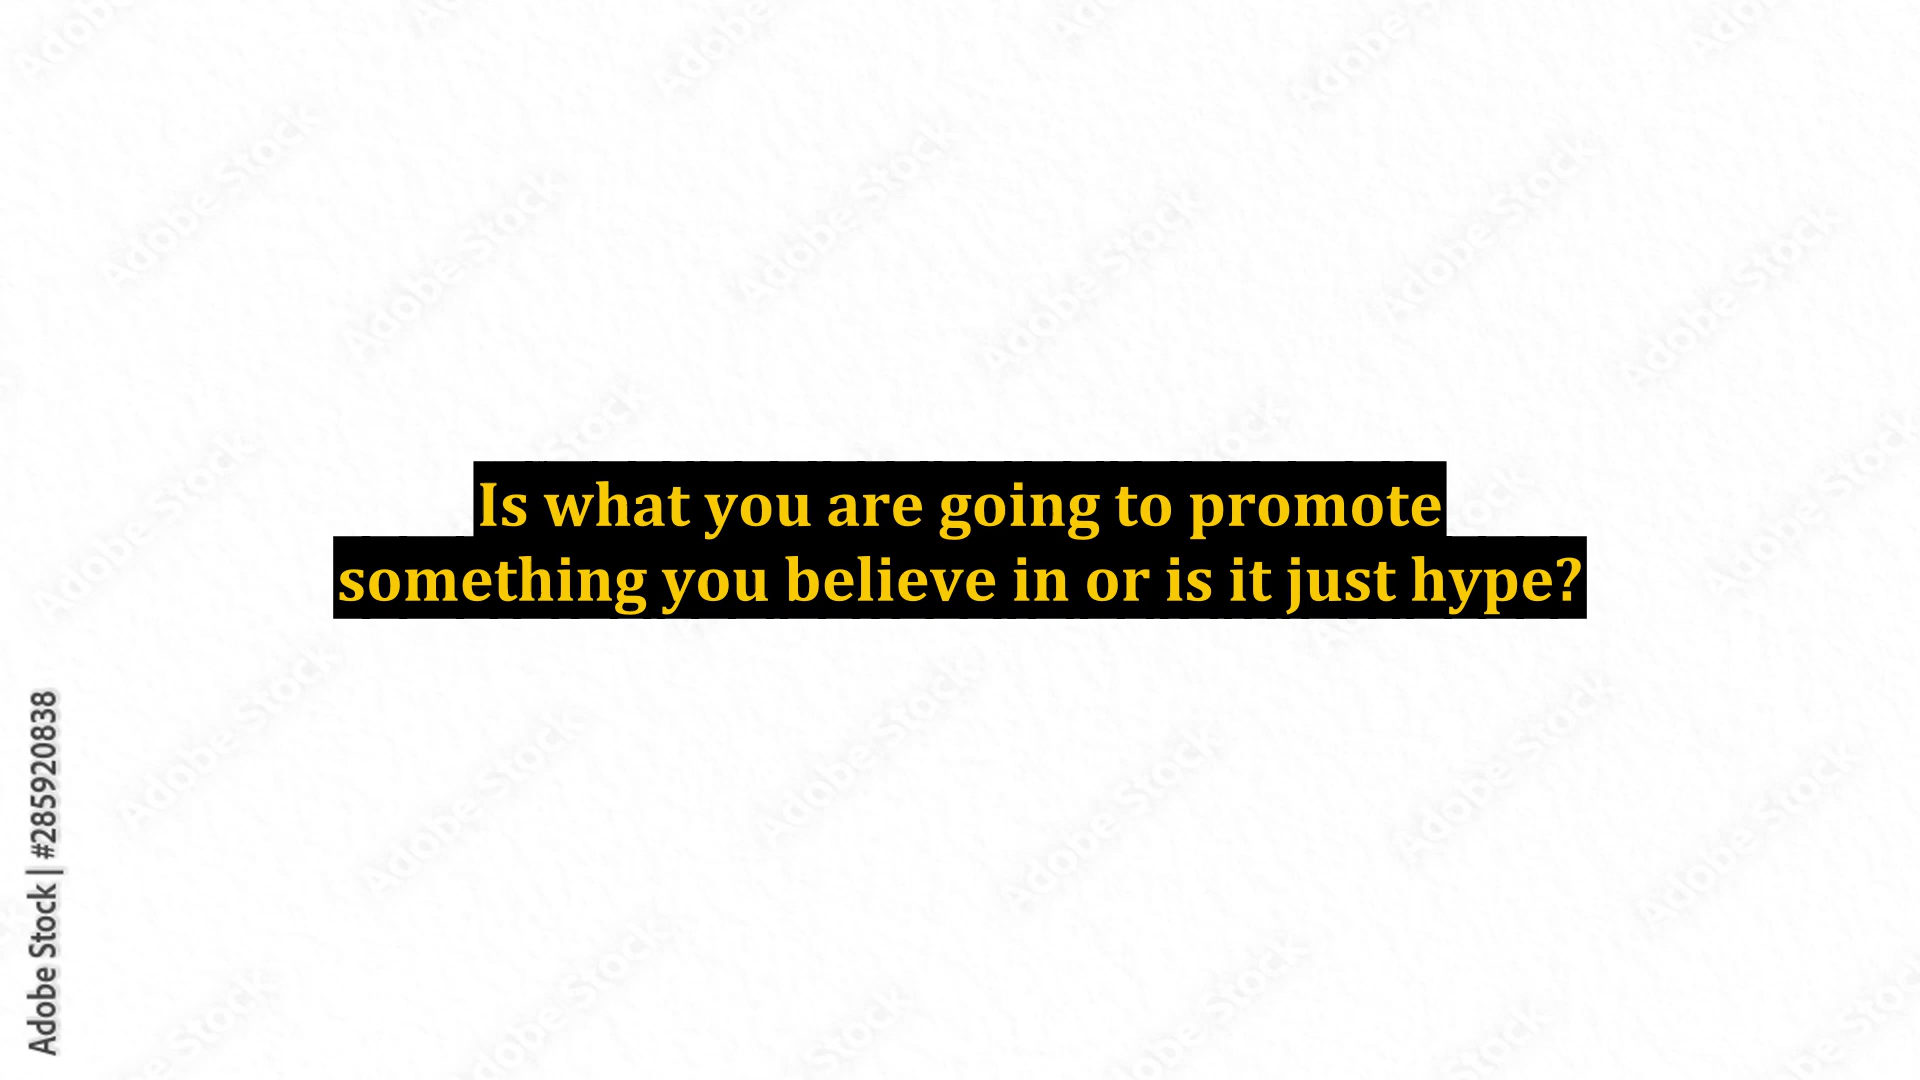 Is what you are going to promote
something you believe in or is it just hype?
Adobe Stock | #285920838